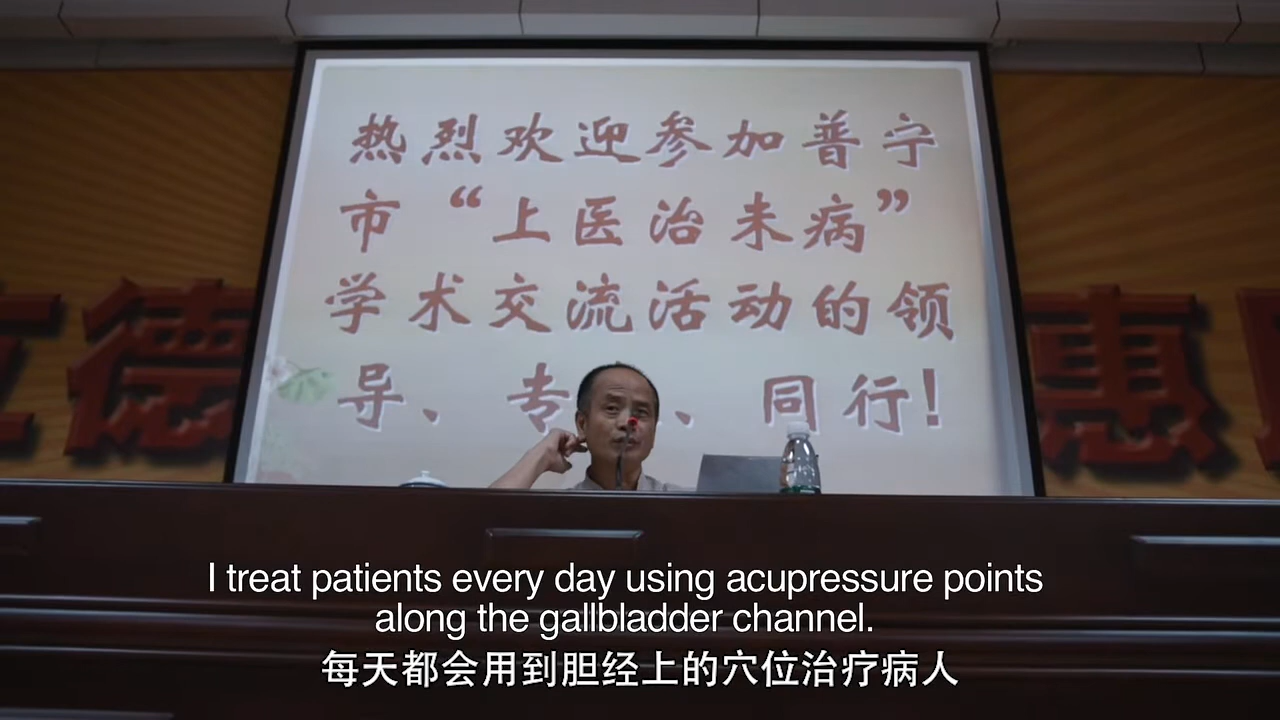 热烈欢迎参加普宁
市“上医治未病”
学术交流活动的领
导、专、同行!
德
惠
I treat patients every day using acupressure points
along the gallbladder channel.
每天都会用到胆经上的穴位治疗病人